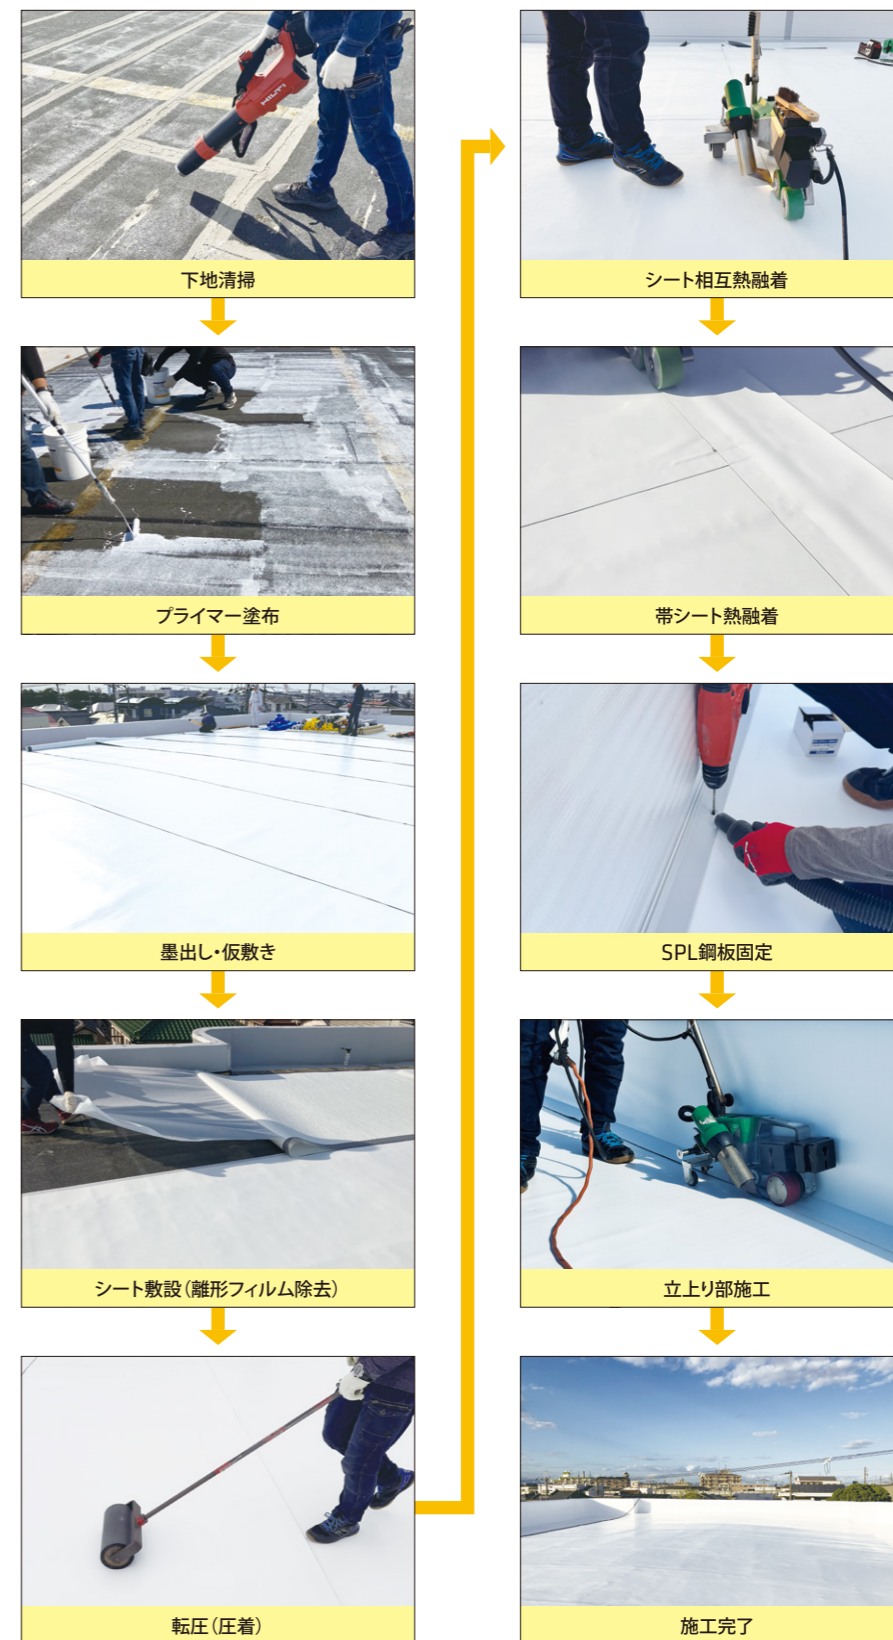 HILTI
下地清掃
プライマー塗布
墨出し・仮敷き
シート敷設（離形フィルム除去）
転圧（圧着）
シート相互熱融着
帯シート熱融着
SPL鋼板固定
立上り部施工
施工完了